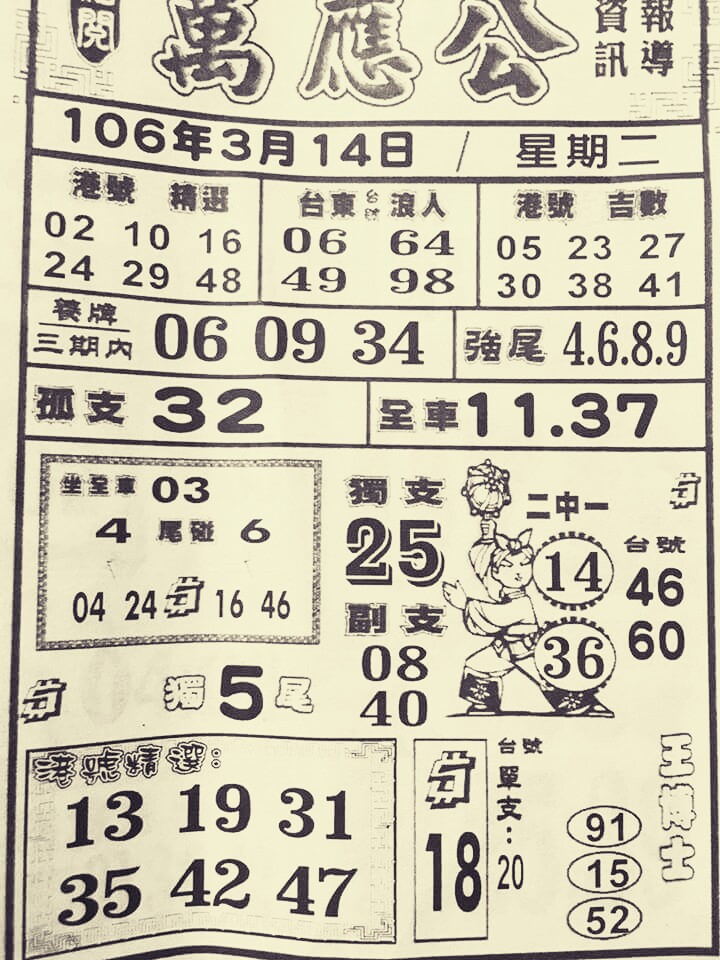 閱
萬應公
報導
資訊
106年3月14日 / 星期二
港號 精選
02 10 16
24 29 48
台東 浪人
06 64
49 98
港號 吉數
05 23 27
30 38 41
養牌
三期內
06 09 34
強尾 4.6.8.9
孤支 32
全車 11.37
坐全車 03
4 尾碰 6
04 24 16 46
獨5尾
獨支
25
副支
08
40
二中一
14
36
台號
46
60
港號精選:
13 19 31
35 42 47
18
台號
單支:
20
王博士
91
15
52